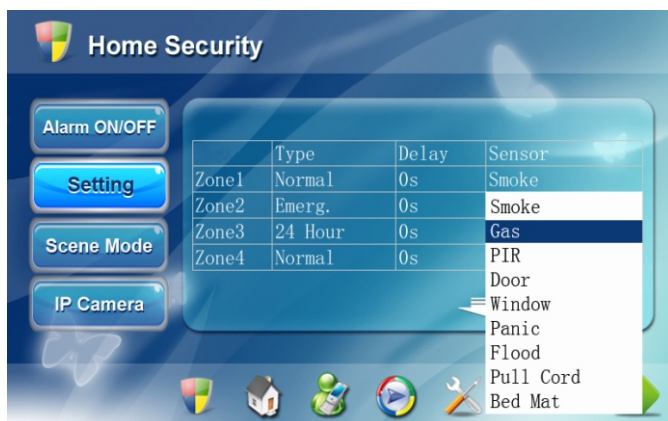 Home Security
Alarm ON/OFF
Setting
Scene Mode
IP Camera
Type Delay Sensor
Zone1 Normal 0s Smoke
Zone2 Emerg. 0s
Zone3 24 Hour 0s
Zone4 Normal 0s
Smoke
Gas
PIR
Door
Window
Panic
Flood
Pull Cord
Bed Mat